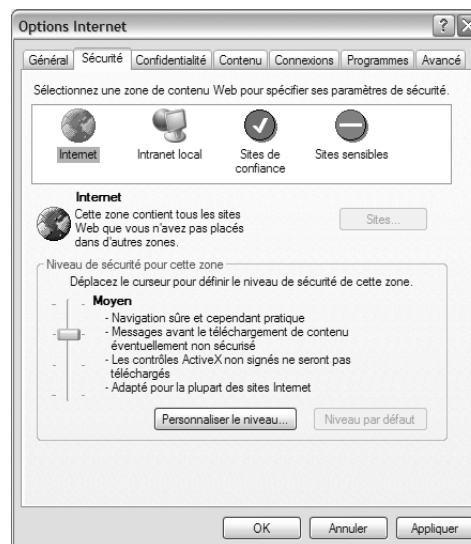 Options Internet
Général Sécurité Confidentialité Contenu Connexions Programmes Avancé
Sélectionnez une zone de contenu Web pour spécifier ses paramètres de sécurité.
Internet Intranet local Sites de confiance Sites sensibles
Internet
Cette zone contient tous les sites
Web que vous n'avez pas placés
dans d'autres zones.
Sites...
Niveau de sécurité pour cette zone
Déplacez le curseur pour définir le niveau de sécurité de cette zone.
Moyen
- Navigation sûre et cependant pratique
- Messages avant le téléchargement de contenu
éventuellement non sécurisé
- Les contrôles ActiveX non signés ne seront pas
téléchargés
- Adapté pour la plupart des sites Internet
Personnaliser le niveau... Niveau par défaut
OK Annuler Appliquer